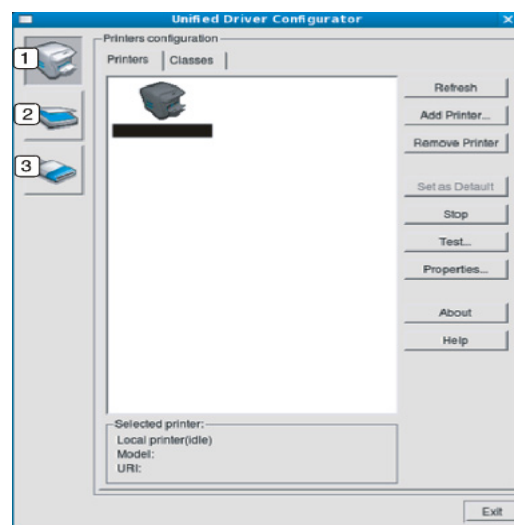 Unified Driver Configurator
1
2
3
Printers configuration
Printers
Classes
Refresh
Add Printer...
Remove Printer
Set as Default
Stop
Test...
Properties...
About
Help
Selected printer:
Local printer(idle)
Model:
URI:
Exit